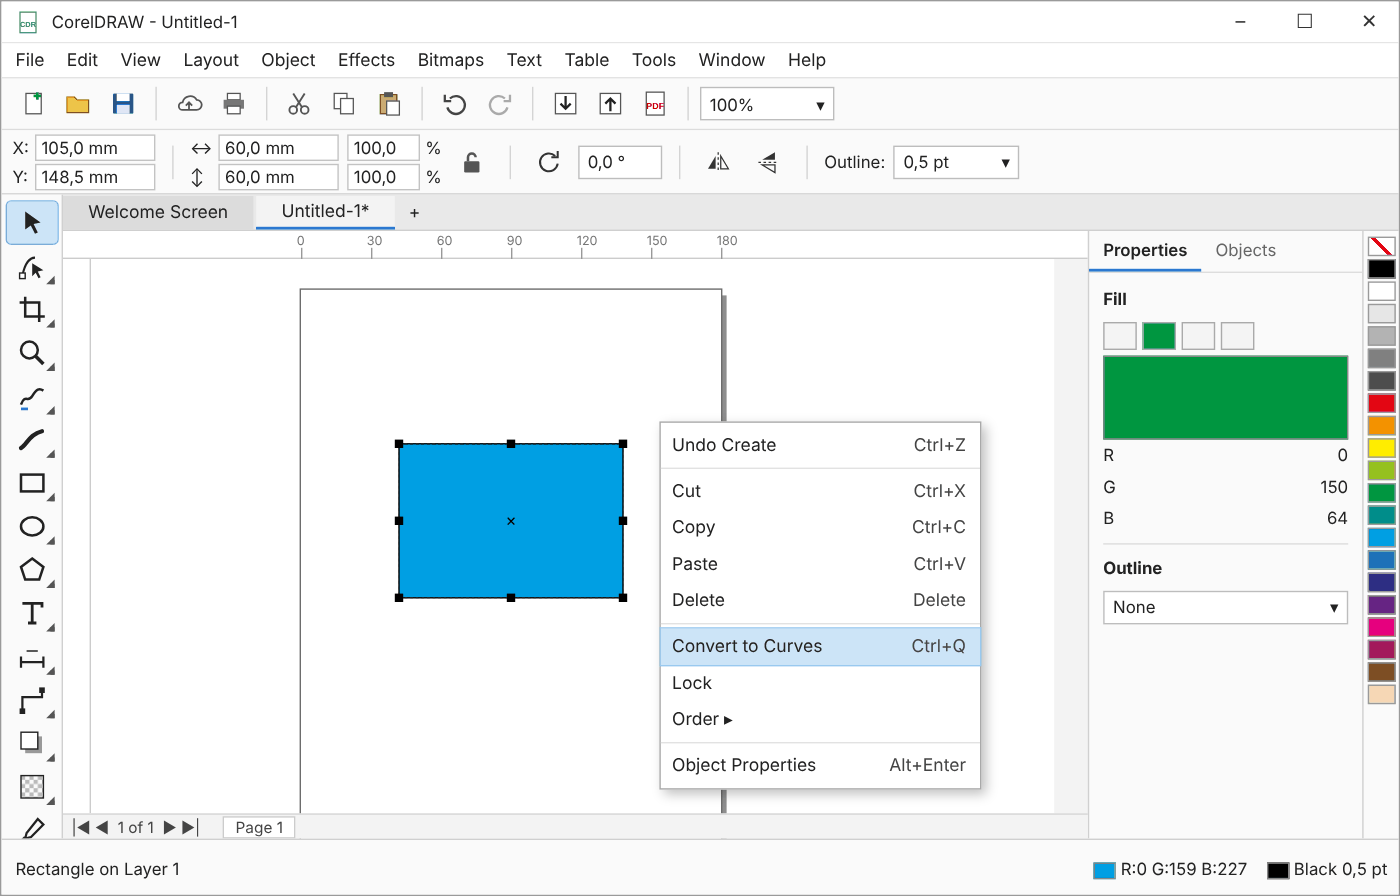 CDR CorelDRAW - Untitled-1
File Edit View Layout Object Effects Bitmaps Text Table Tools Window Help
PDF 100%
X: 105,0 mm 60,0 mm 100,0 %
Y: 148,5 mm 60,0 mm 100,0 %
0,0 ° Outline: 0,5 pt
Welcome Screen Untitled-1* +
0 30 60 90 120 150 180
Undo Create Ctrl+Z
Cut Ctrl+X
Copy Ctrl+C
Paste Ctrl+V
Delete Delete
Convert to Curves Ctrl+Q
Lock
Order ▸
Object Properties Alt+Enter
Properties Objects
Fill
R 0
G 150
B 64
Outline
None
1 of 1 Page 1
Rectangle on Layer 1 R:0 G:159 B:227 Black 0,5 pt